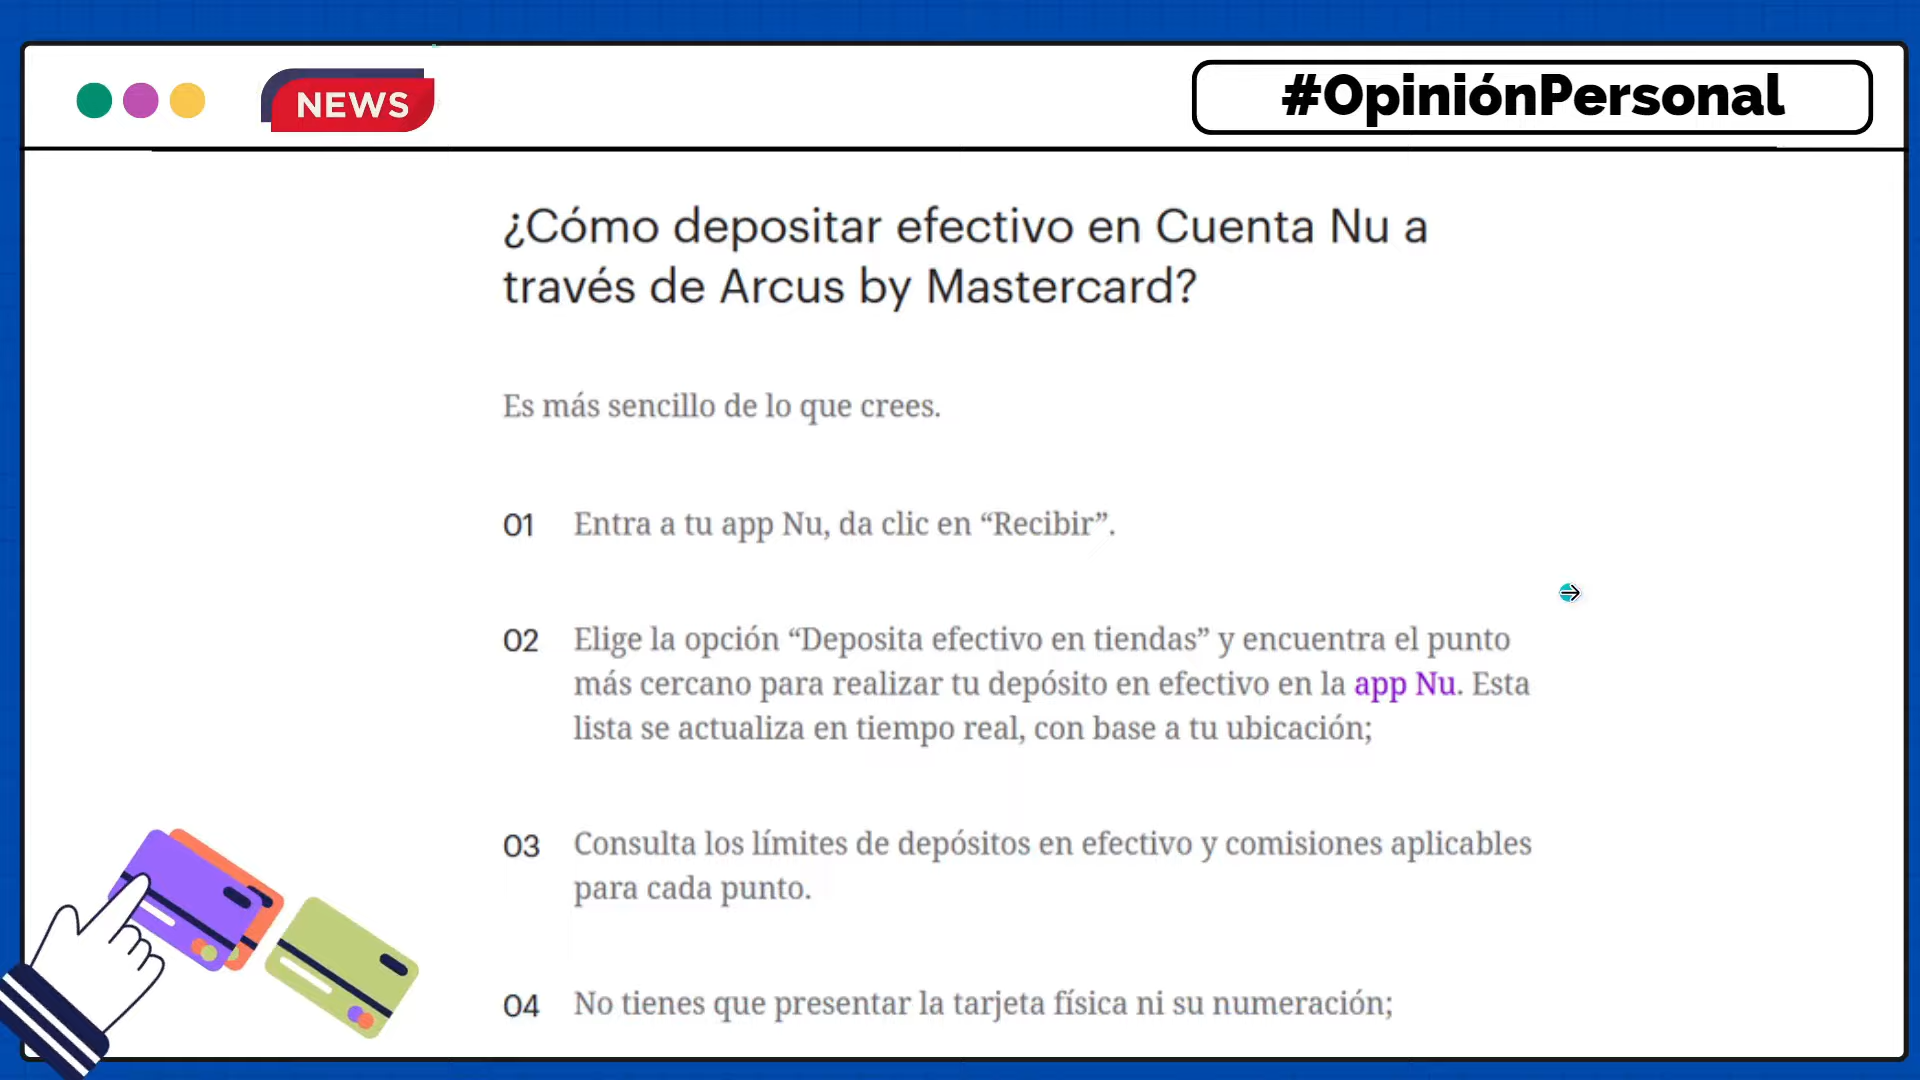 NEWS
#OpiniónPersonal
¿Cómo depositar efectivo en Cuenta Nu a
través de Arcus by Mastercard?
Es más sencillo de lo que crees.
01 Entra a tu app Nu, da clic en “Recibir”.
02 Elige la opción “Deposita efectivo en tiendas” y encuentra el punto
más cercano para realizar tu depósito en efectivo en la app Nu. Esta
lista se actualiza en tiempo real, con base a tu ubicación;
03 Consulta los límites de depósitos en efectivo y comisiones aplicables
para cada punto.
04 No tienes que presentar la tarjeta física ni su numeración;